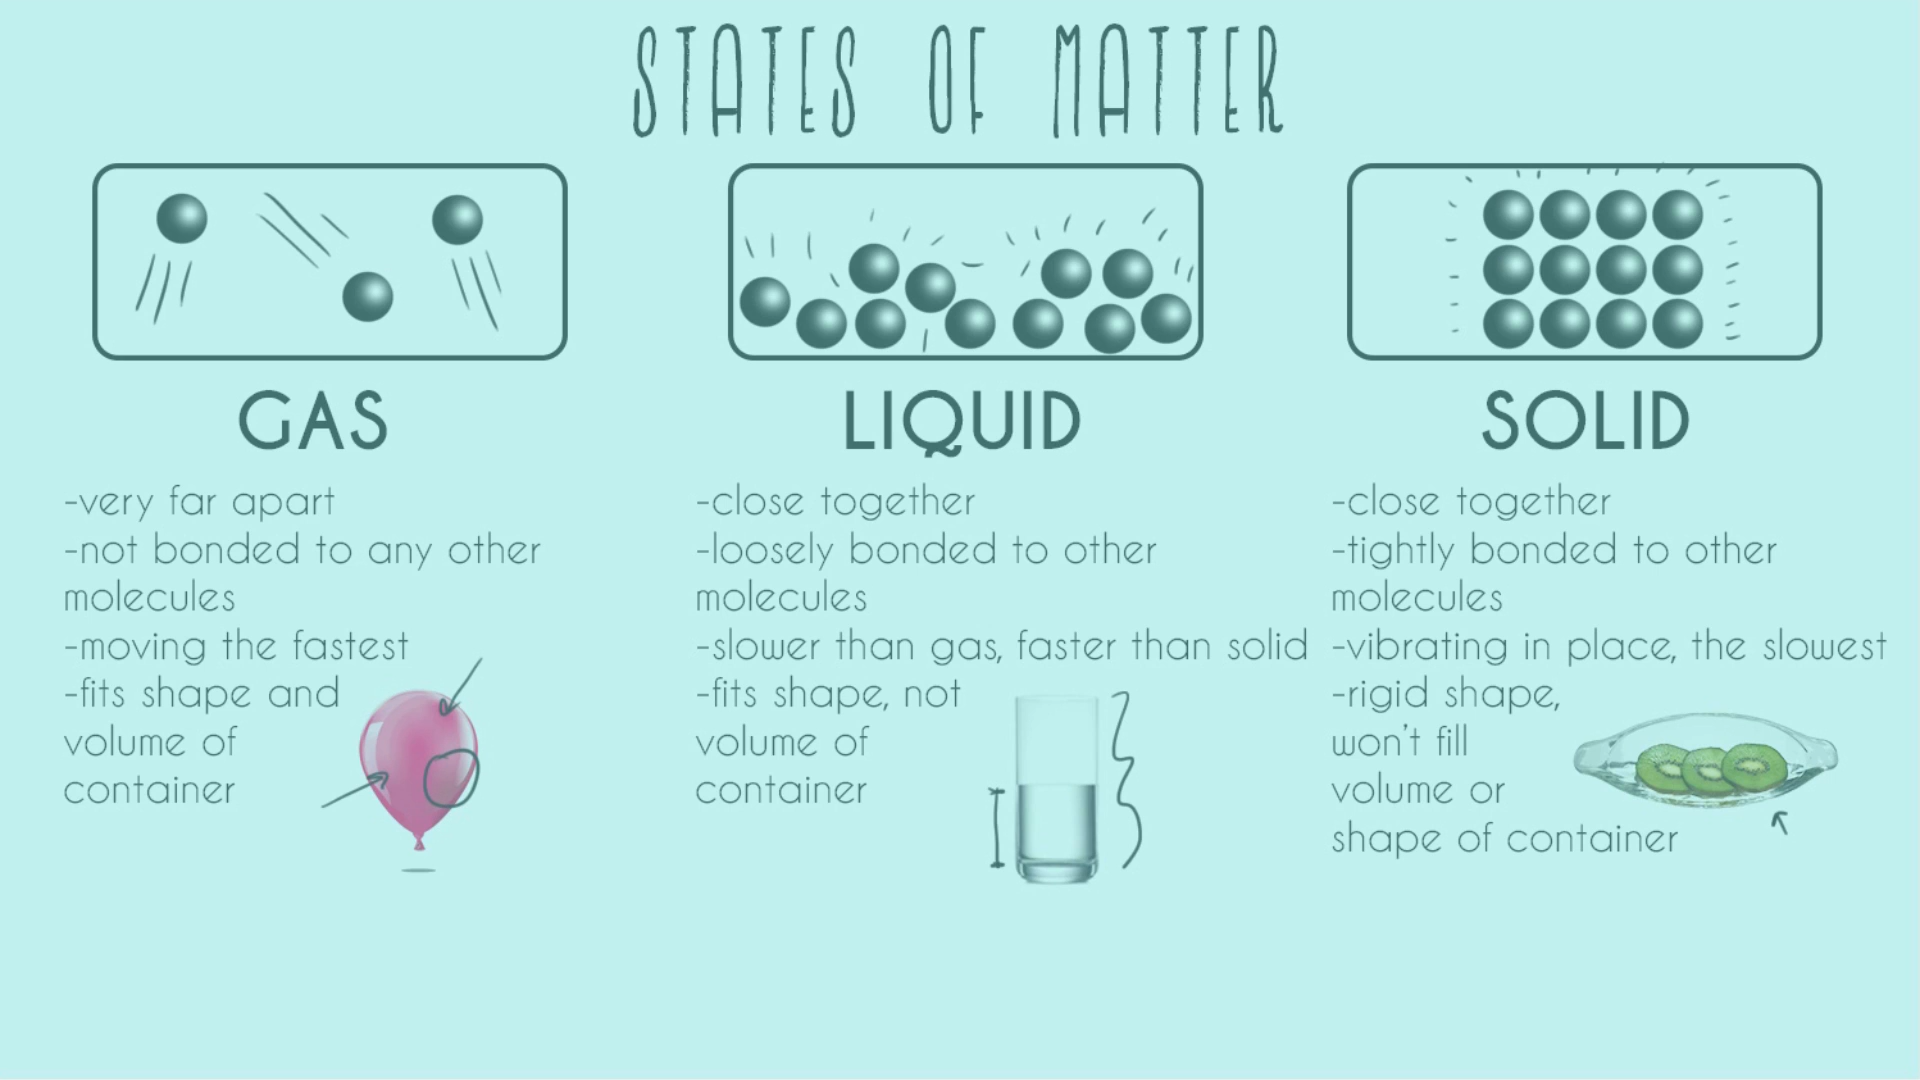 STATES OF MATTER
GAS
-very far apart
-not bonded to any other
molecules
-moving the fastest
-fits shape and
volume of
container
LIQUID
-close together
-loosely bonded to other
molecules
-slower than gas, faster than solid
-fits shape, not
volume of
container
SOLID
-close together
-tightly bonded to other
molecules
-vibrating in place, the slowest
-rigid shape,
won't fill
volume or
shape of container